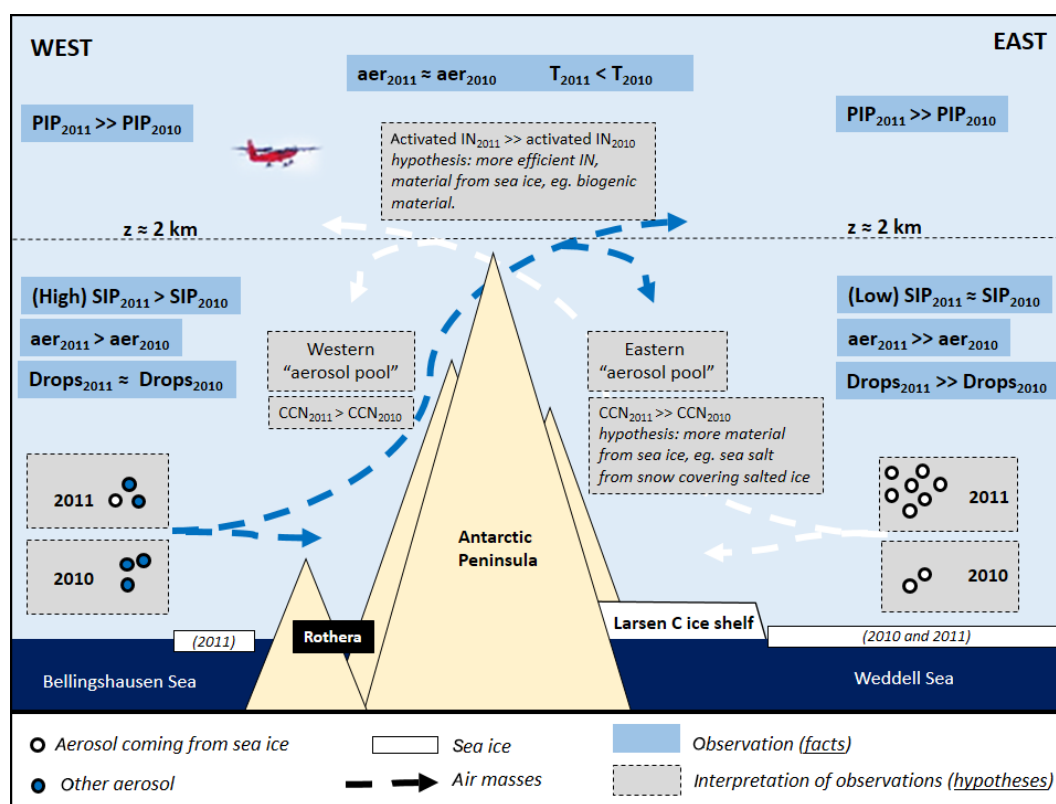 WEST
EAST
aer₂₀₁₁ ≈ aer₂₀₁₀ T₂₀₁₁ < T₂₀₁₀
PIP₂₀₁₁ >> PIP₂₀₁₀
PIP₂₀₁₁ >> PIP₂₀₁₀
Activated IN₂₀₁₁ >> activated IN₂₀₁₀
hypothesis: more efficient IN,
material from sea ice, eg. biogenic
material.
z ≈ 2 km
z ≈ 2 km
(High) SIP₂₀₁₁ > SIP₂₀₁₀
aer₂₀₁₁ > aer₂₀₁₀
Drops₂₀₁₁ ≈ Drops₂₀₁₀
(Low) SIP₂₀₁₁ ≈ SIP₂₀₁₀
aer₂₀₁₁ >> aer₂₀₁₀
Drops₂₀₁₁ >> Drops₂₀₁₀
Western
“aerosol pool”
CCN₂₀₁₁ > CCN₂₀₁₀
Eastern
“aerosol pool”
CCN₂₀₁₁ >> CCN₂₀₁₀
hypothesis: more material
from sea ice, eg. sea salt
from snow covering salted ice
2011
2010
2011
2010
Antarctic
Peninsula
Rothera
Larsen C ice shelf
(2011)
(2010 and 2011)
Bellingshausen Sea
Weddell Sea
Aerosol coming from sea ice
Other aerosol
Sea ice
Air masses
Observation (facts)
Interpretation of observations (hypotheses)